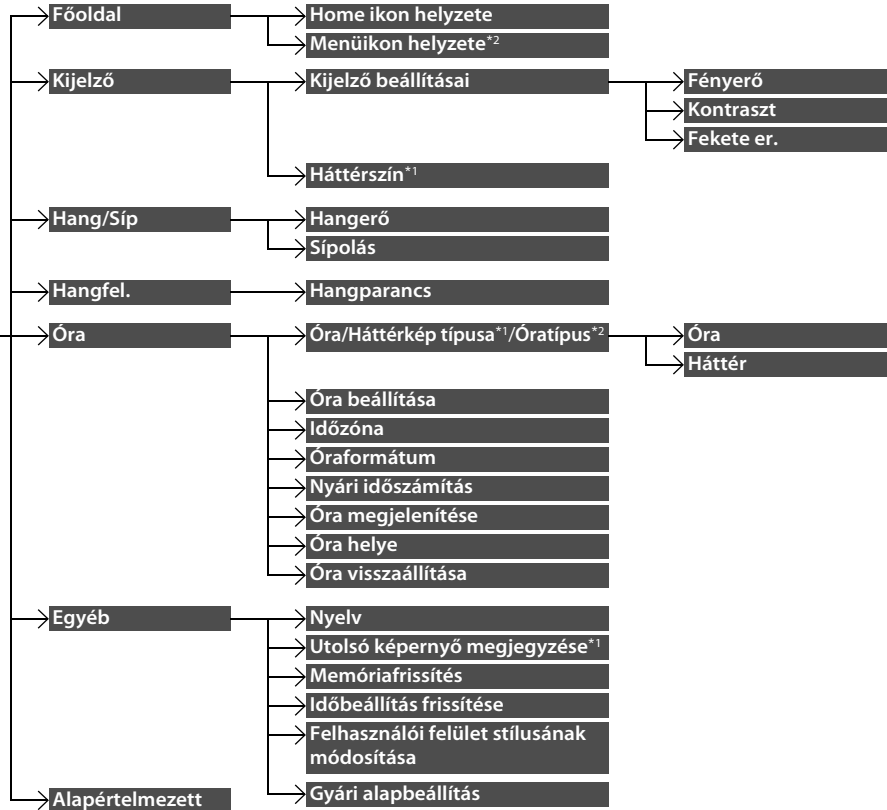 Főoldal
Home ikon helyzete
Menüikon helyzete*2
Kijelző
Kijelző beállításai
Fényerő
Kontraszt
Fekete er.
Háttérszín*1
Hang/Síp
Hangerő
Sípolás
Hangfel.
Hangparancs
Óra
Óra/Háttérkép típusa*1/Óratípus*2
Óra
Háttér
Óra beállítása
Időzóna
Óraformátum
Nyári időszámítás
Óra megjelenítése
Óra helye
Óra visszaállítása
Egyéb
Nyelv
Utolsó képernyő megjegyzése*1
Memóriafrissítés
Időbeállítás frissítése
Felhasználói felület stílusának
módosítása
Gyári alapbeállítás
Alapértelmezett